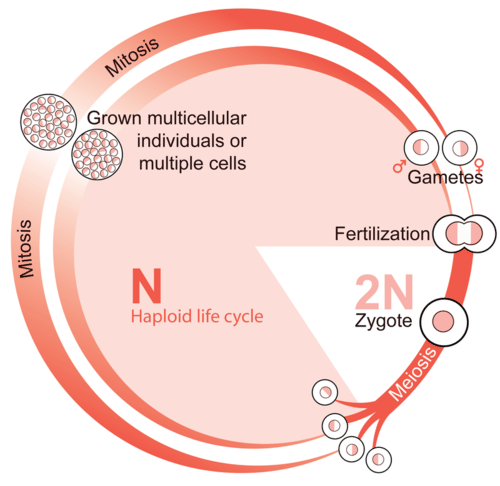 Mitosis
Grown multicellular
individuals or
multiple cells
♂
♀
Gametes
Fertilization
Mitosis
N
Haploid life cycle
2N
Zygote
Meiosis